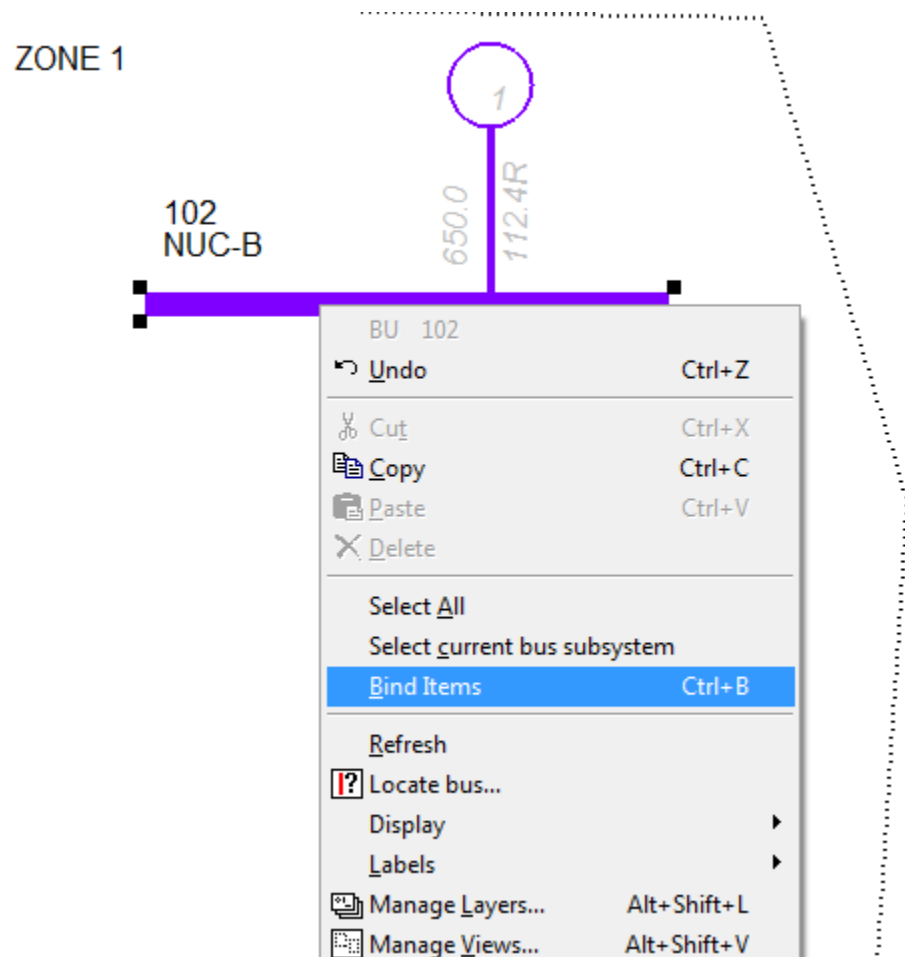 ZONE 1
1
650.0
112.4R
102
NUC-B
BU 102
Undo Ctrl+Z
Cut Ctrl+X
Copy Ctrl+C
Paste Ctrl+V
Delete
Select All
Select current bus subsystem
Bind Items Ctrl+B
Refresh
Locate bus...
Display
Labels
Manage Layers... Alt+Shift+L
Manage Views... Alt+Shift+V